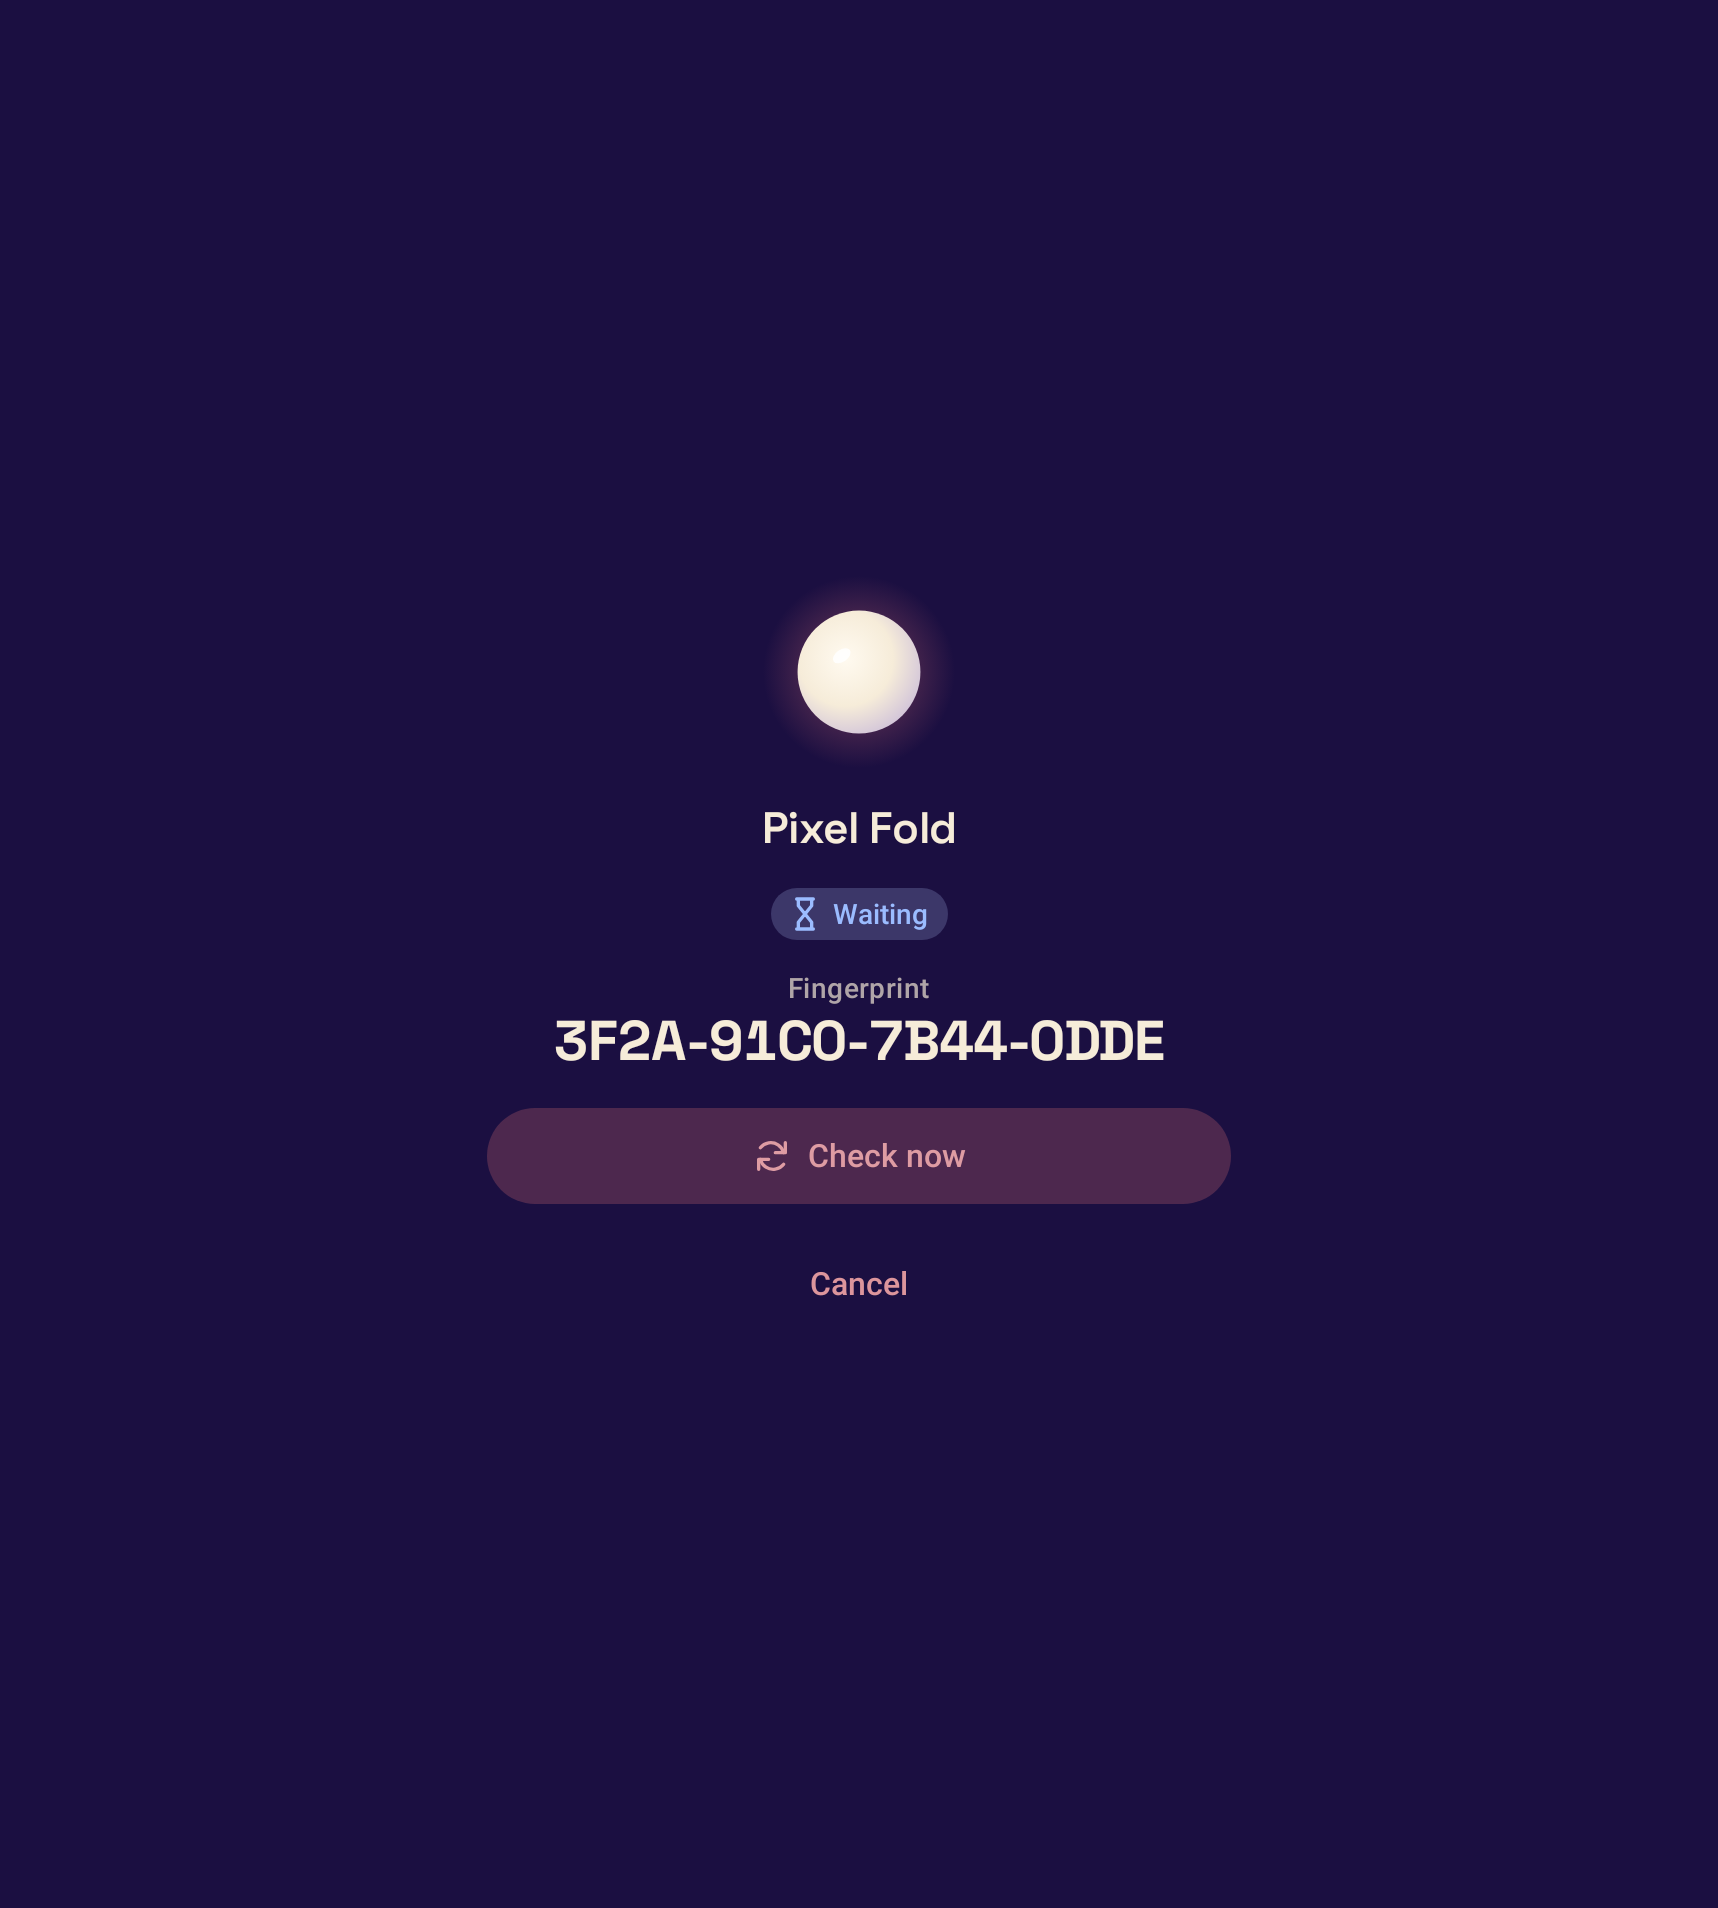 Pixel Fold
Waiting
Fingerprint
3F2A-91C0-7B44-0DDE
Check now
Cancel